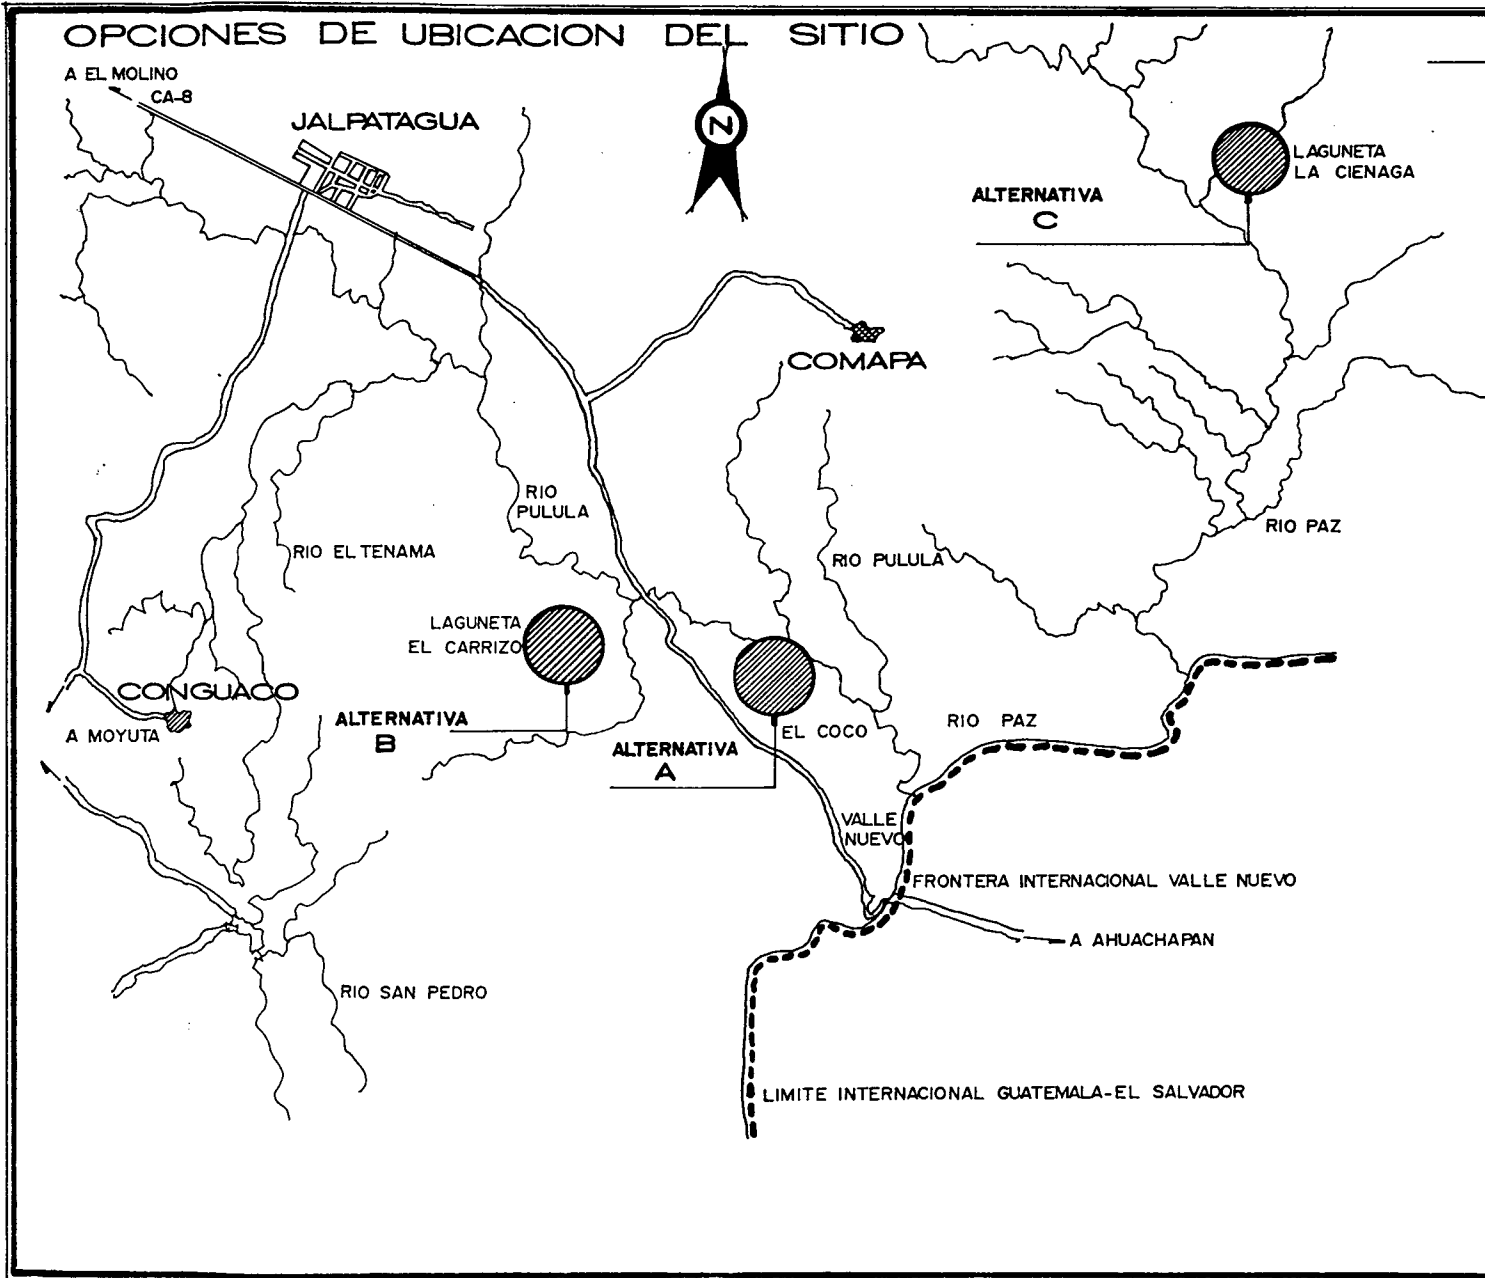 OPCIONES DE UBICACION DEL SITIO
A EL MOLINO
CA-8
JALPATAGUA
N
LAGUNETA
LA CIENAGA
ALTERNATIVA
C
COMAPA
RIO
PULULA
RIO PAZ
RIO EL TENAMA
RIO PULULA
LAGUNETA
EL CARRIZO
CONGUACO
A MOYUTA
ALTERNATIVA
B
RIO PAZ
EL COCO
ALTERNATIVA
A
VALLE
NUEVO
FRONTERA INTERNACIONAL VALLE NUEVO
A AHUACHAPAN
RIO SAN PEDRO
LIMITE INTERNACIONAL GUATEMALA-EL SALVADOR